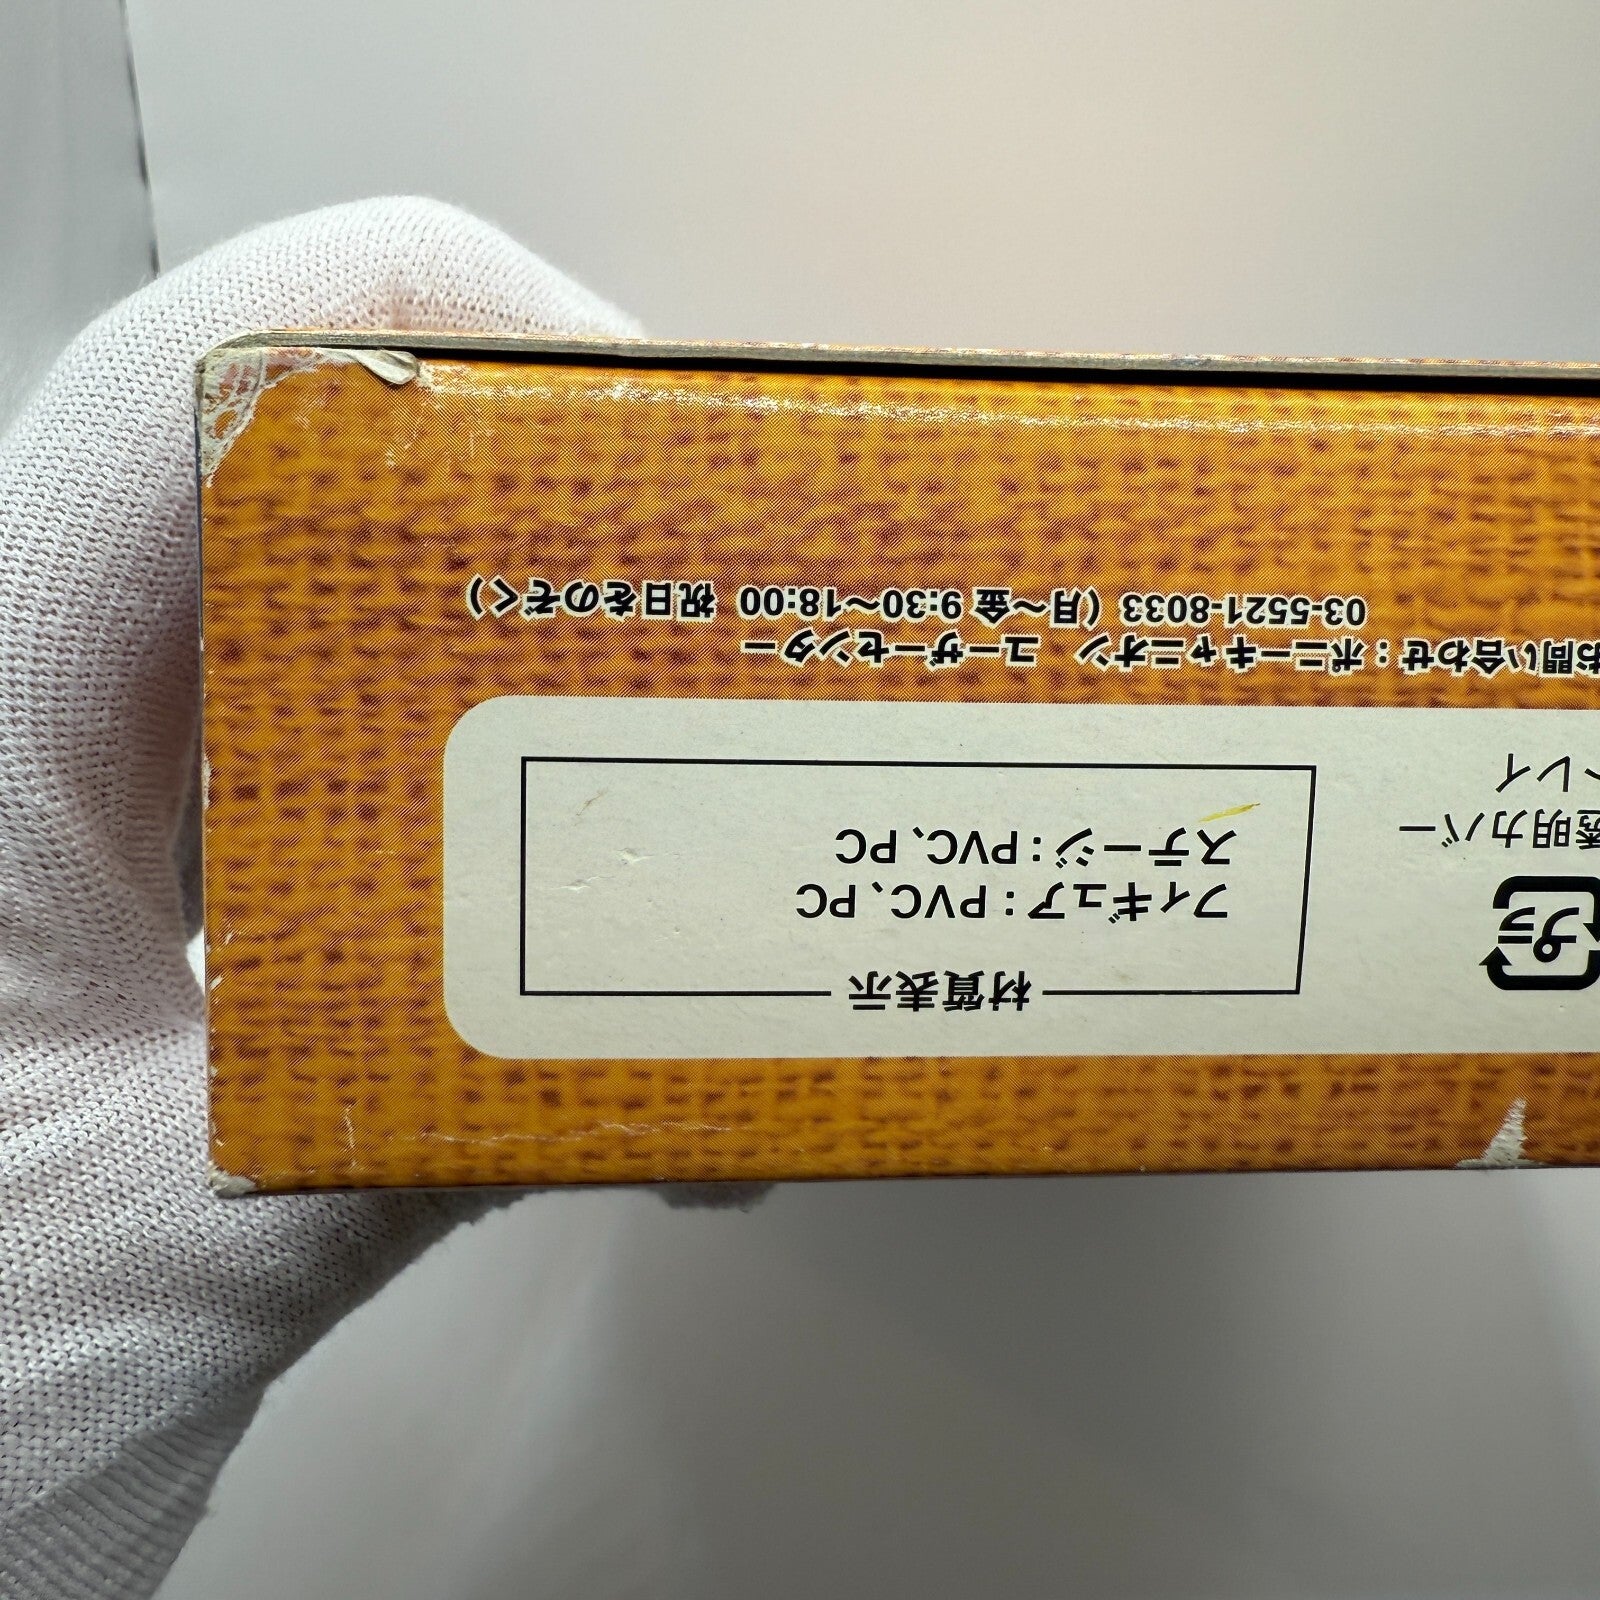 プラ
透明カバー
トレイ
材質表示
フィギュア：PVC、PC
ステージ：PVC、PC
お問い合わせ：ポニーキャニオン ユーザーセンター
03-5521-8033（月〜金 9:30〜18:00 祝日をのぞく）